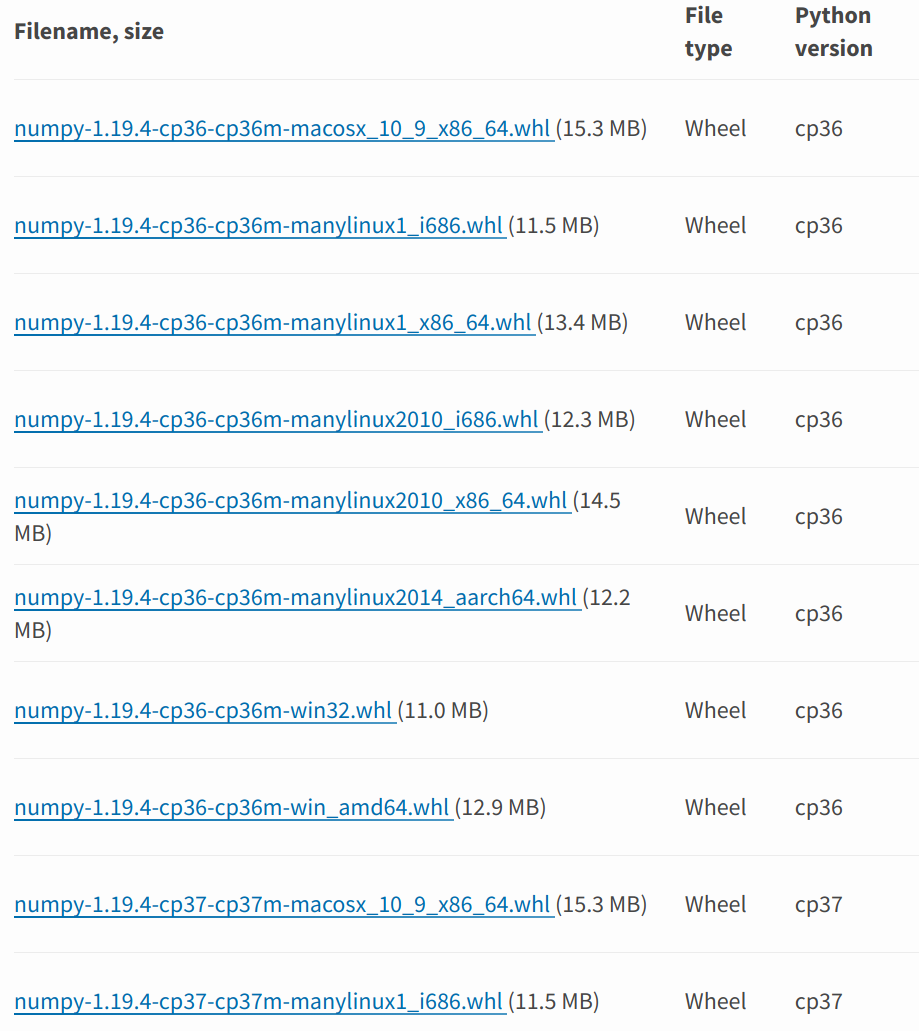 Filename, size File type Python version
numpy-1.19.4-cp36-cp36m-macosx_10_9_x86_64.whl (15.3 MB) Wheel cp36
numpy-1.19.4-cp36-cp36m-manylinux1_i686.whl (11.5 MB) Wheel cp36
numpy-1.19.4-cp36-cp36m-manylinux1_x86_64.whl (13.4 MB) Wheel cp36
numpy-1.19.4-cp36-cp36m-manylinux2010_i686.whl (12.3 MB) Wheel cp36
numpy-1.19.4-cp36-cp36m-manylinux2010_x86_64.whl (14.5
MB) Wheel cp36
numpy-1.19.4-cp36-cp36m-manylinux2014_aarch64.whl (12.2
MB) Wheel cp36
numpy-1.19.4-cp36-cp36m-win32.whl (11.0 MB) Wheel cp36
numpy-1.19.4-cp36-cp36m-win_amd64.whl (12.9 MB) Wheel cp36
numpy-1.19.4-cp37-cp37m-macosx_10_9_x86_64.whl (15.3 MB) Wheel cp37
numpy-1.19.4-cp37-cp37m-manylinux1_i686.whl (11.5 MB) Wheel cp37